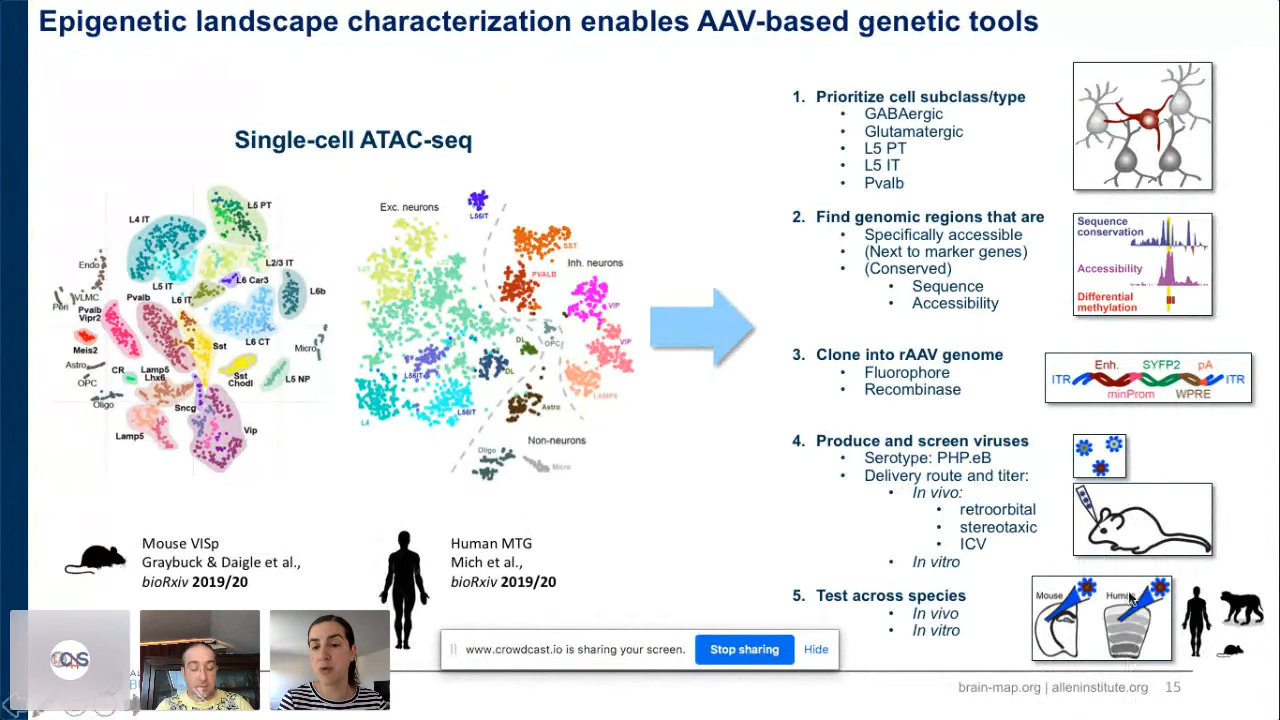 Epigenetic landscape characterization enables AAV-based genetic tools
Single-cell ATAC-seq
L5 PT
L4 IT
L2/3 IT
Endo
L6 Car3
L5 IT
L6b
VLMC
Peri
Pvalb
L6 IT
Pvalb
Vipr2
L6 CT
Meis2
Sst
Micro
Astro
CR
Lamp5
Lhx6
Sst
Chodl
L5 NP
OPC
Oligo
Sncg
Lamp5
Vip
Exc. neurons
L56IT
SST
Inh. neurons
L23
L23
PVALB
VIP
OPC
DL
VIP
L56IT
DL
LAMP5
L4
L56IT
Astro
Non-neurons
Oligo
Micro
Mouse VISp
Graybuck & Daigle et al.,
bioRxiv 2019/20
Human MTG
Mich et al.,
bioRxiv 2019/20
1. Prioritize cell subclass/type
• GABAergic
• Glutamatergic
• L5 PT
• L5 IT
• Pvalb
2. Find genomic regions that are
• Specifically accessible
• (Next to marker genes)
• (Conserved)
• Sequence
• Accessibility
Sequence
conservation
Accessibility
Differential
methylation
3. Clone into rAAV genome
• Fluorophore
• Recombinase
Enh. SYFP2 pA
ITR ITR
minProm WPRE
4. Produce and screen viruses
• Serotype: PHP.eB
• Delivery route and titer:
• In vivo:
• retroorbital
• stereotaxic
• ICV
• In vitro
5. Test across species
• In vivo
• In vitro
Mouse Human
www.crowdcast.io is sharing your screen.
Stop sharing
Hide
brain-map.org | alleninstitute.org 15